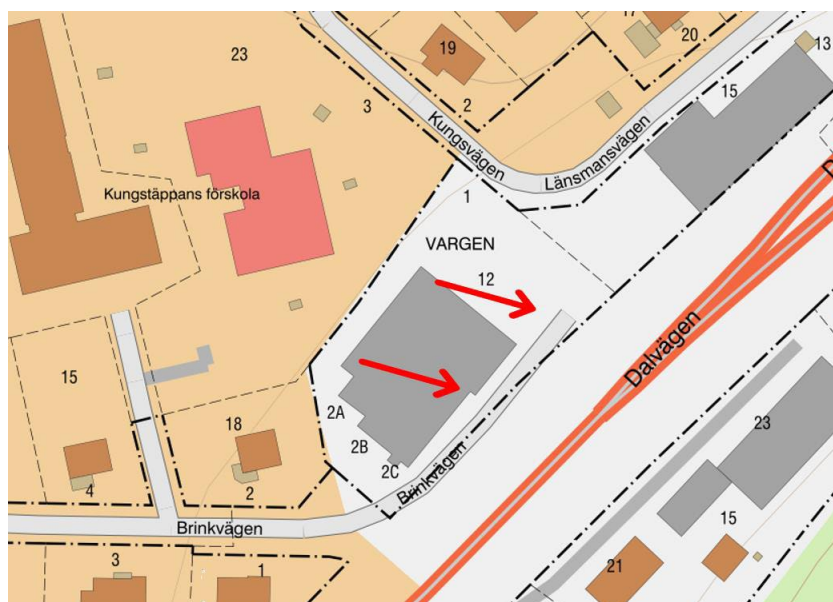 17
20
13
19
23
15
3
2
Kungsvägen
Länsmansvägen
Kungstäppans förskola
1
VARGEN
12
Dalvägen
15
2A
18
23
2B
2C
4
2
Brinkvägen
Brinkvägen
15
3
1
21